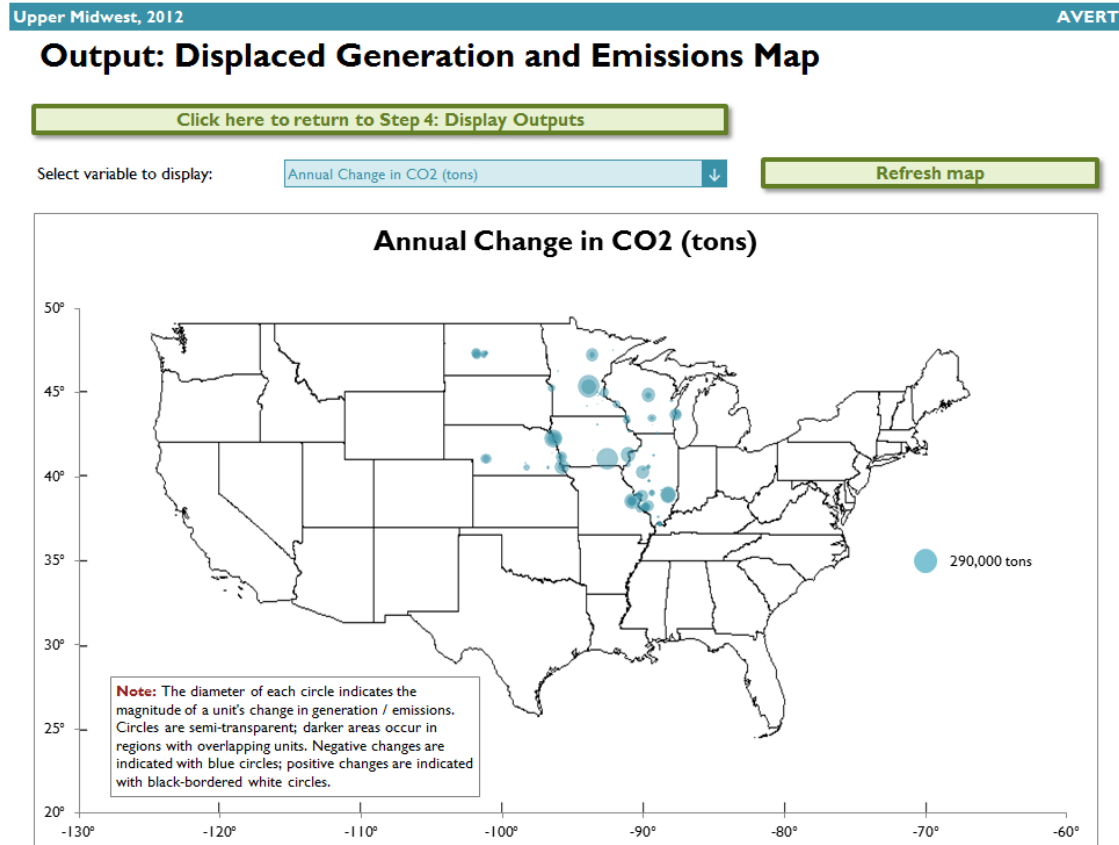 Upper Midwest, 2012
AVERT
Output: Displaced Generation and Emissions Map
Click here to return to Step 4: Display Outputs
Select variable to display:
Annual Change in CO2 (tons)
Refresh map
Annual Change in CO2 (tons)
50°
45°
40°
35°
30°
25°
20°
290,000 tons
Note: The diameter of each circle indicates the
magnitude of a unit's change in generation / emissions.
Circles are semi-transparent; darker areas occur in
regions with overlapping units. Negative changes are
indicated with blue circles; positive changes are indicated
with black-bordered white circles.
-130° -120° -110° -100° -90° -80° -70° -60°